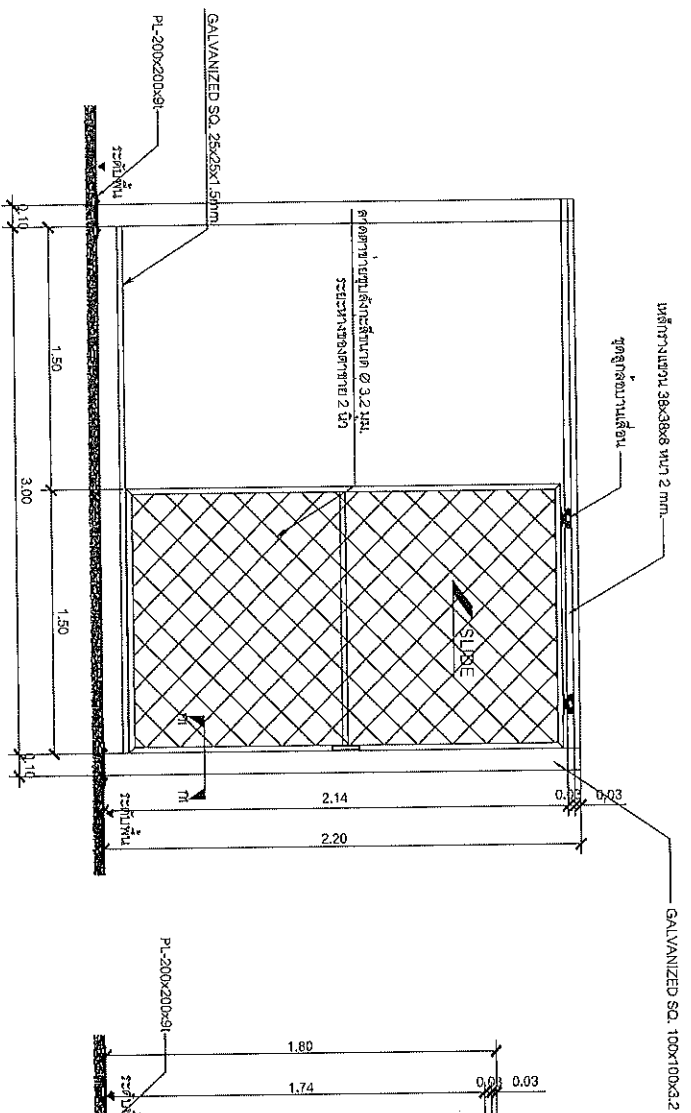 เหล็กรางแขวน 38x38x8 หนา 2 mm.
ชุดลูกล้อบานเลื่อน
GALVANIZED SQ. 100x100x3.2
GALVANIZED SQ. 25x25x1.5mm.
PL-200x200x9t
ระดับพื้น
ลวดตาข่ายชุบสังกะสีขนาด Ø 3.2 มม.
ระยะห่างของตาข่าย 2 นิ้ว
SLIDE
0.10
1.50
1.50
0.10
3.00
2.14
0.03
0.03
2.20
ระดับพื้น
PL-200x200x9t
1.80
1.74
0.03
0.03